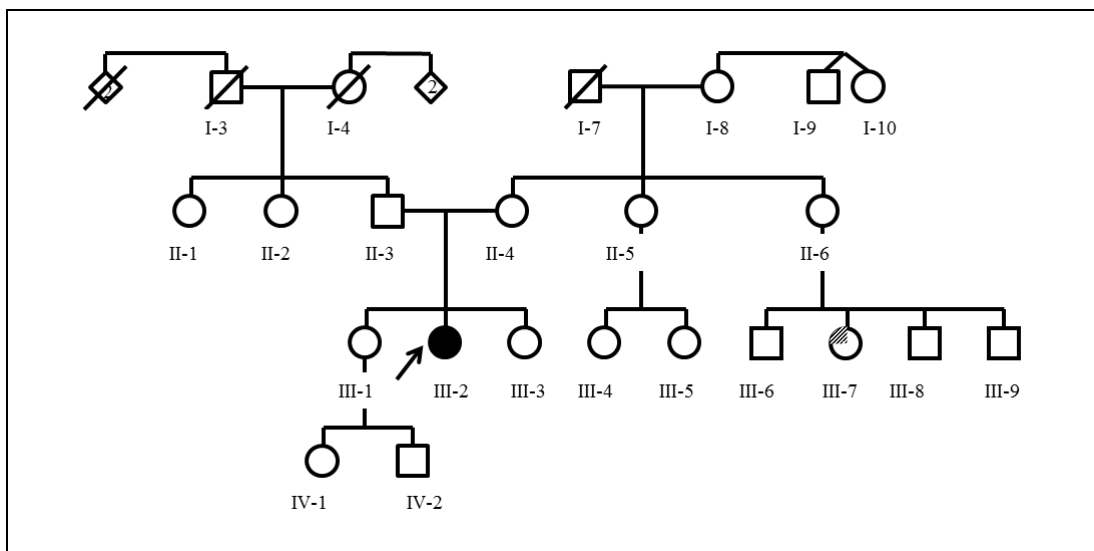 2 2
I-3 I-4 I-7 I-8 I-9 I-10
II-1 II-2 II-3 II-4 II-5 II-6
III-1 III-2 III-3 III-4 III-5 III-6 III-7 III-8 III-9
IV-1 IV-2